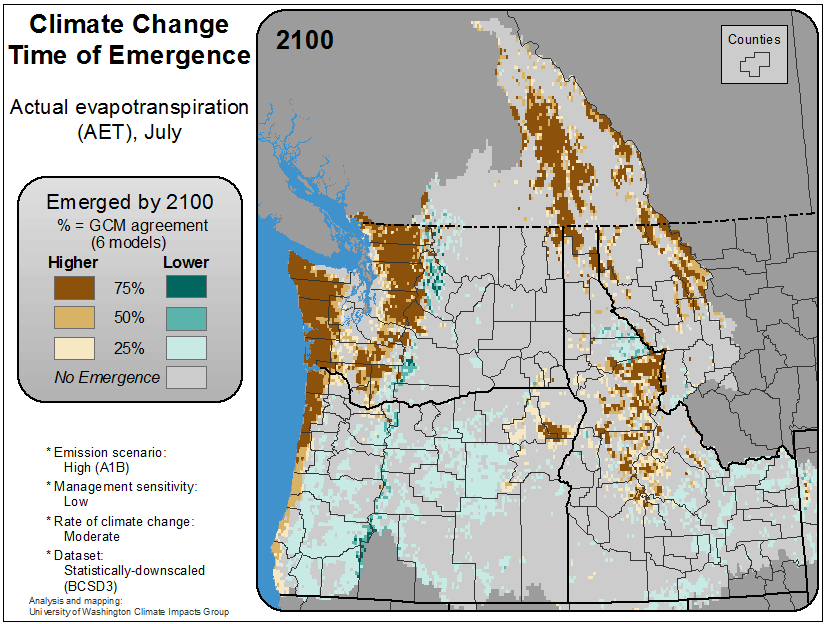 Climate Change
Time of Emergence
Actual evapotranspiration
(AET), July
Emerged by 2100
% = GCM agreement
(6 models)
Higher Lower
75%
50%
25%
No Emergence
* Emission scenario:
High (A1B)
* Management sensitivity:
Low
* Rate of climate change:
Moderate
* Dataset:
Statistically-downscaled
(BCSD3)
Analysis and mapping:
University of Washington Climate Impacts Group
2100
Counties